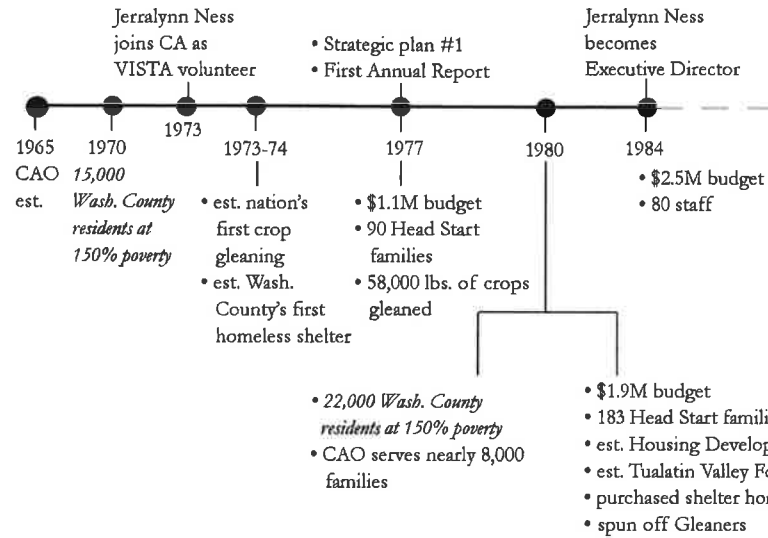 Jerralynn Ness
joins CA as
VISTA volunteer
• Strategic plan #1
• First Annual Report
Jerralynn Ness
becomes
Executive Director
1965
CAO
est.
1970
15,000
Wash. County
residents at
150% poverty
1973
1973-74
• est. nation's
first crop
gleaning
• est. Wash.
County's first
homeless shelter
1977
• $1.1M budget
• 90 Head Start
families
• 58,000 lbs. of crops
gleaned
1980
• 22,000 Wash. County
residents at 150% poverty
• CAO serves nearly 8,000
families
• $1.9M budget
• 183 Head Start famili
• est. Housing Develop
• est. Tualatin Valley Fo
• purchased shelter ho
• spun off Gleaners
1984
• $2.5M budget
• 80 staff